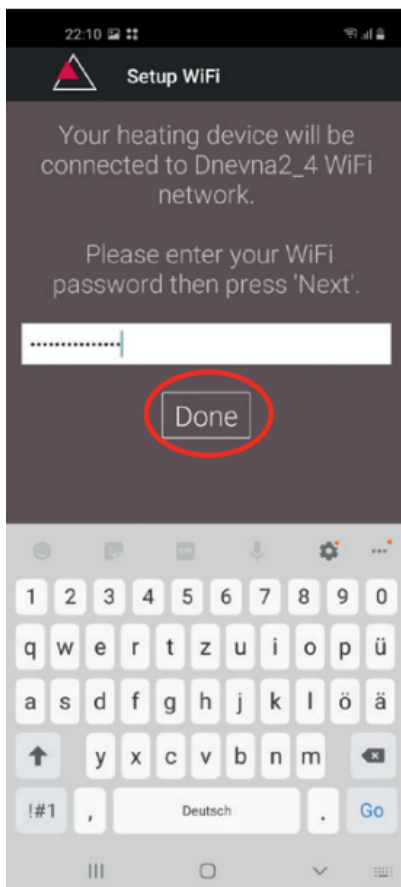 22:10
Setup WiFi
Your heating device will be
connected to Dnevna2_4 WiFi
network.
Please enter your WiFi
password then press 'Next'.
•••••••••••••••
Done
1 2 3 4 5 6 7 8 9 0
q w e r t z u i o p ü
a s d f g h j k l ö ä
y x c v b n m
!#1 , Deutsch . Go